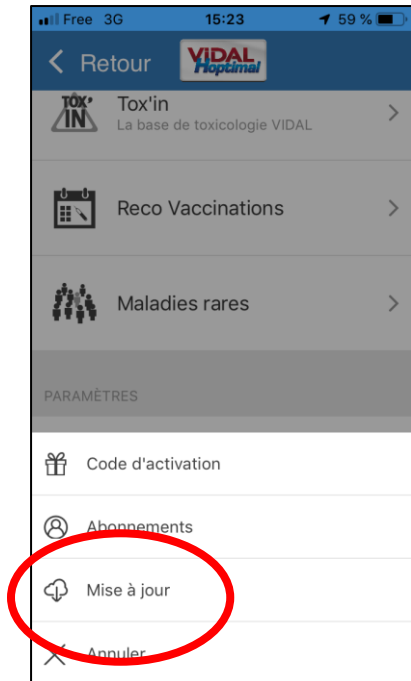 Free 3G 15:23 59 %
Retour VIDAL
Hoptimal
TOX'
IN
Tox'in
La base de toxicologie VIDAL
Reco Vaccinations
Maladies rares
PARAMÈTRES
Code d'activation
Abonnements
Mise à jour
Annuler